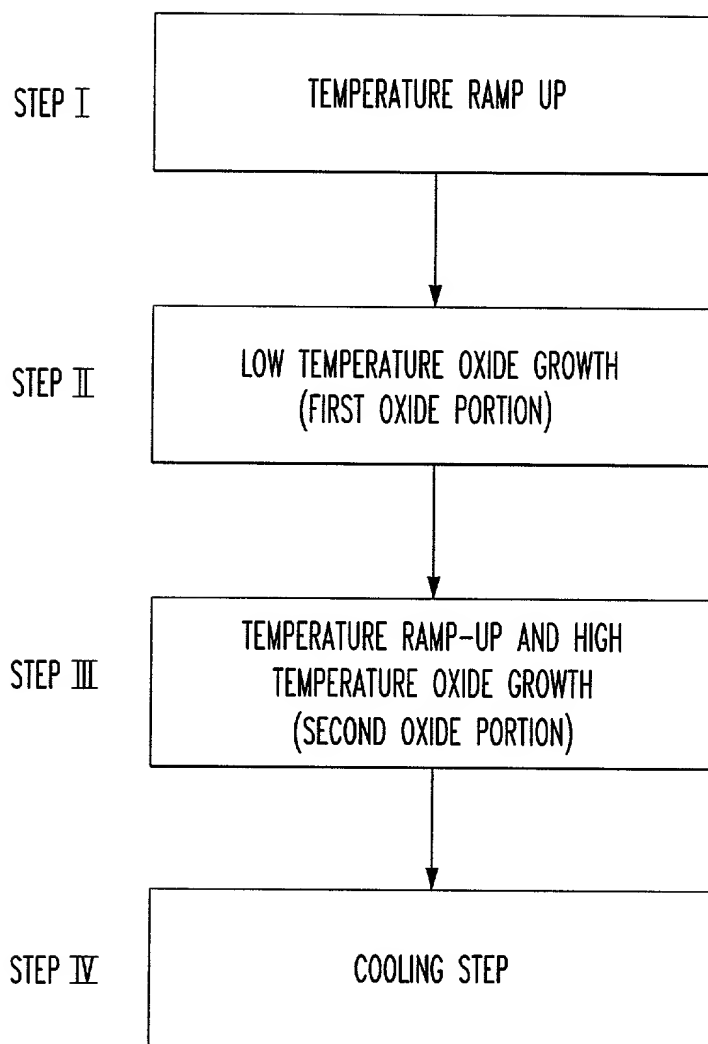 STEP I
TEMPERATURE RAMP UP
STEP II
LOW TEMPERATURE OXIDE GROWTH
(FIRST OXIDE PORTION)
STEP III
TEMPERATURE RAMP-UP AND HIGH
TEMPERATURE OXIDE GROWTH
(SECOND OXIDE PORTION)
STEP IV
COOLING STEP